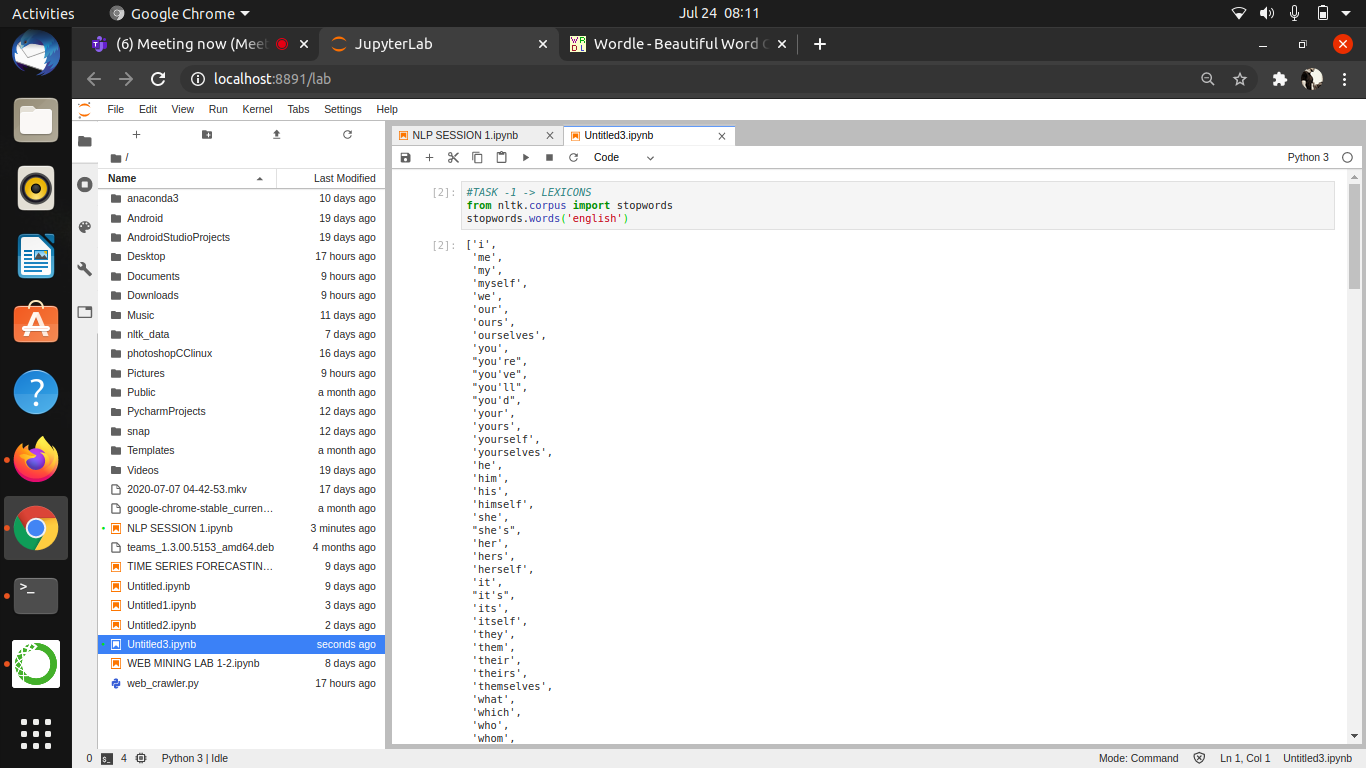 Activities
Google Chrome
Jul 24 08:11
(6) Meeting now (Meet
JupyterLab
Wordle - Beautiful Word C
localhost:8891/lab
File Edit View Run Kernel Tabs Settings Help
/
Name Last Modified
anaconda3 10 days ago
Android 19 days ago
AndroidStudioProjects 19 days ago
Desktop 17 hours ago
Documents 9 hours ago
Downloads 9 hours ago
Music 11 days ago
nltk_data 7 days ago
photoshopCClinux 16 days ago
Pictures 9 hours ago
Public a month ago
PycharmProjects 12 days ago
snap 12 days ago
Templates a month ago
Videos 19 days ago
2020-07-07 04-42-53.mkv 17 days ago
google-chrome-stable_curren... a month ago
NLP SESSION 1.ipynb 3 minutes ago
teams_1.3.00.5153_amd64.deb 4 months ago
TIME SERIES FORECASTIN... 9 days ago
Untitled.ipynb 9 days ago
Untitled1.ipynb 3 days ago
Untitled2.ipynb 2 days ago
Untitled3.ipynb seconds ago
WEB MINING LAB 1-2.ipynb 8 days ago
web_crawler.py 17 hours ago
NLP SESSION 1.ipynb
Untitled3.ipynb
Code
Python 3
[2]: #TASK -1 -> LEXICONS
from nltk.corpus import stopwords
stopwords.words('english')
[2]: ['i',
'me',
'my',
'myself',
'we',
'our',
'ours',
'ourselves',
'you',
"you're",
"you've",
"you'll",
"you'd",
'your',
'yours',
'yourself',
'yourselves',
'he',
'him',
'his',
'himself',
'she',
"she's",
'her',
'hers',
'herself',
'it',
"it's",
'its',
'itself',
'they',
'them',
'their',
'theirs',
'themselves',
'what',
'which',
'who',
'whom',
0 4 Python 3 | Idle
Mode: Command Ln 1, Col 1 Untitled3.ipynb